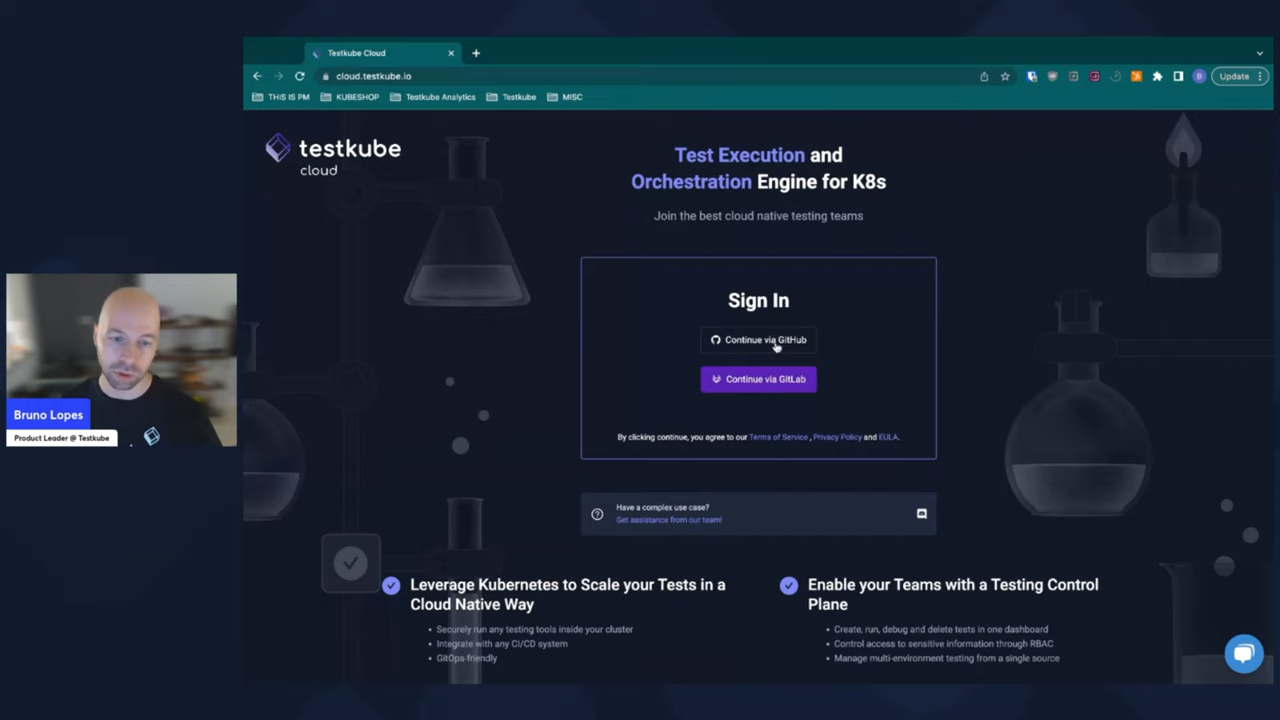 Testkube Cloud
cloud.testkube.io
Update
THIS IS PM
KUBESHOP
Testkube Analytics
Testkube
MISC
testkube
cloud
Test Execution and
Orchestration Engine for K8s
Join the best cloud native testing teams
Sign In
Continue via GitHub
Continue via GitLab
By clicking continue, you agree to our Terms of Service , Privacy Policy and EULA.
Have a complex use case?
Get assistance from our team!
Leverage Kubernetes to Scale your Tests in a
Cloud Native Way
• Securely run any testing tools inside your cluster
• Integrate with any CI/CD system
• GitOps-friendly
Enable your Teams with a Testing Control
Plane
• Create, run, debug and delete tests in one dashboard
• Control access to sensitive information through RBAC
• Manage multi-environment testing from a single source
Bruno Lopes
Product Leader @ Testkube